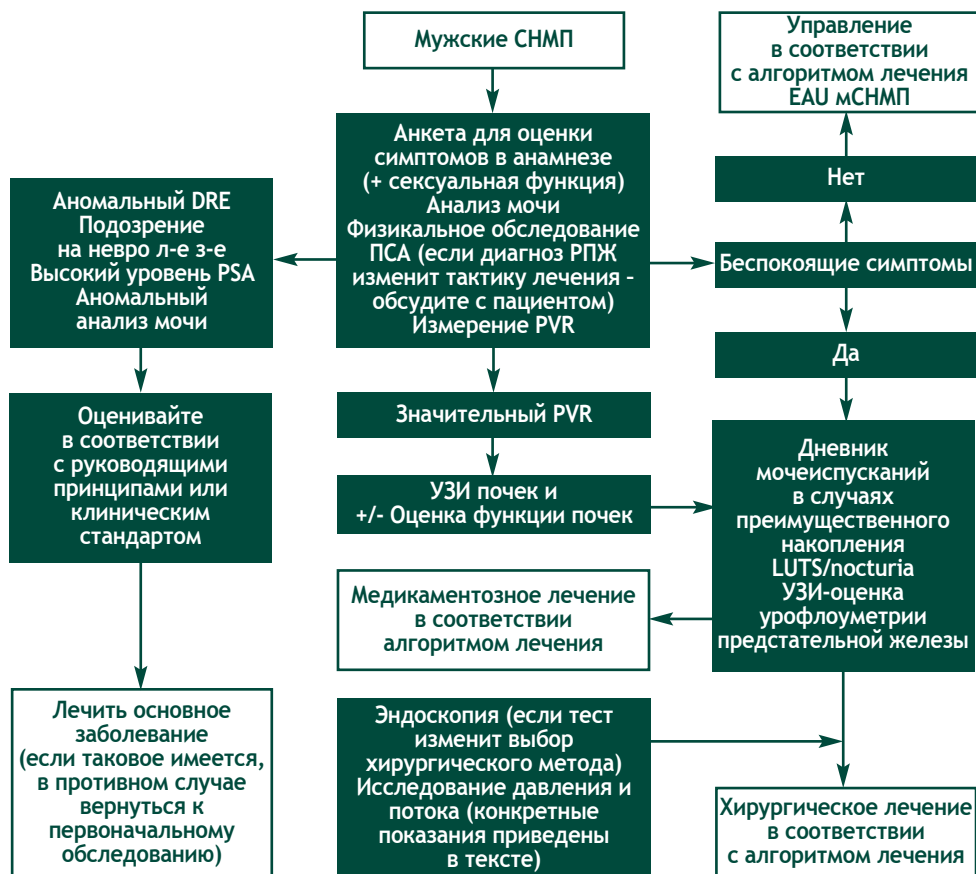 Мужские СНМП
Управление
в соответствии
с алгоритмом лечения
EAU мСНМП
Анкета для оценки
симптомов в анамнезе
(+ сексуальная функция)
Анализ мочи
Физикальное обследование
ПСА (если диагноз РПЖ
изменит тактику лечения –
обсудите с пациентом)
Измерение PVR
Нет
Аномальный DRE
Подозрение
на невро л-е з-е
Высокий уровень PSA
Аномальный
анализ мочи
Беспокоящие симптомы
Да
Оценивайте
в соответствии
с руководящими
принципами или
клиническим
стандартом
Значительный PVR
УЗИ почек и
+/- Оценка функции почек
Дневник
мочеиспусканий
в случаях
преимущественного
накопления
LUTS/nocturia
УЗИ-оценка
урофлоуметрии
предстательной железы
Медикаментозное лечение
в соответствии
алгоритмом лечения
Лечить основное
заболевание
(если таковое имеется,
в противном случае
вернуться к
первоначальному
обследованию)
Эндоскопия (если тест
изменит выбор
хирургического метода)
Исследование давления и
потока (конкретные
показания приведены
в тексте)
Хирургическое лечение
в соответствии
с алгоритмом лечения